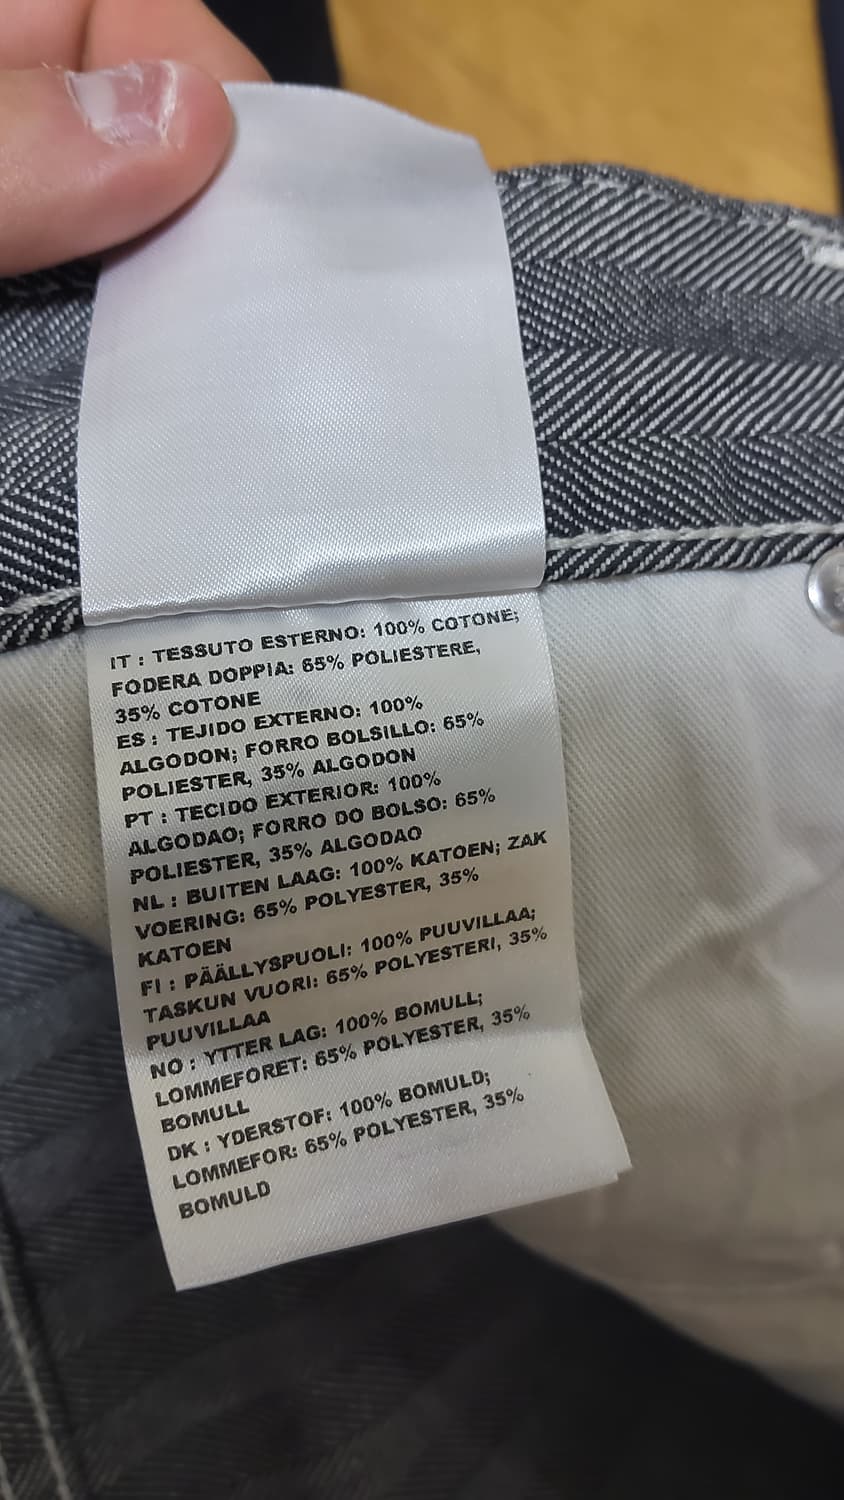 IT : TESSUTO ESTERNO: 100% COTONE;
FODERA DOPPIA: 65% POLIESTERE,
35% COTONE
ES : TEJIDO EXTERNO: 100%
ALGODON; FORRO BOLSILLO: 65%
POLIESTER, 35% ALGODON
PT : TECIDO EXTERIOR: 100%
ALGODAO; FORRO DO BOLSO: 65%
POLIESTER, 35% ALGODAO
NL : BUITEN LAAG: 100% KATOEN; ZAK
VOERING: 65% POLYESTER, 35%
KATOEN
FI : PÄÄLLYSPUOLI: 100% PUUVILLAA;
TASKUN VUORI: 65% POLYESTERI, 35%
PUUVILLAA
NO : YTTER LAG: 100% BOMULL;
LOMMEFORET: 65% POLYESTER, 35%
BOMULL
DK : YDERSTOF: 100% BOMULD;
LOMMEFOR: 65% POLYESTER, 35%
BOMULD